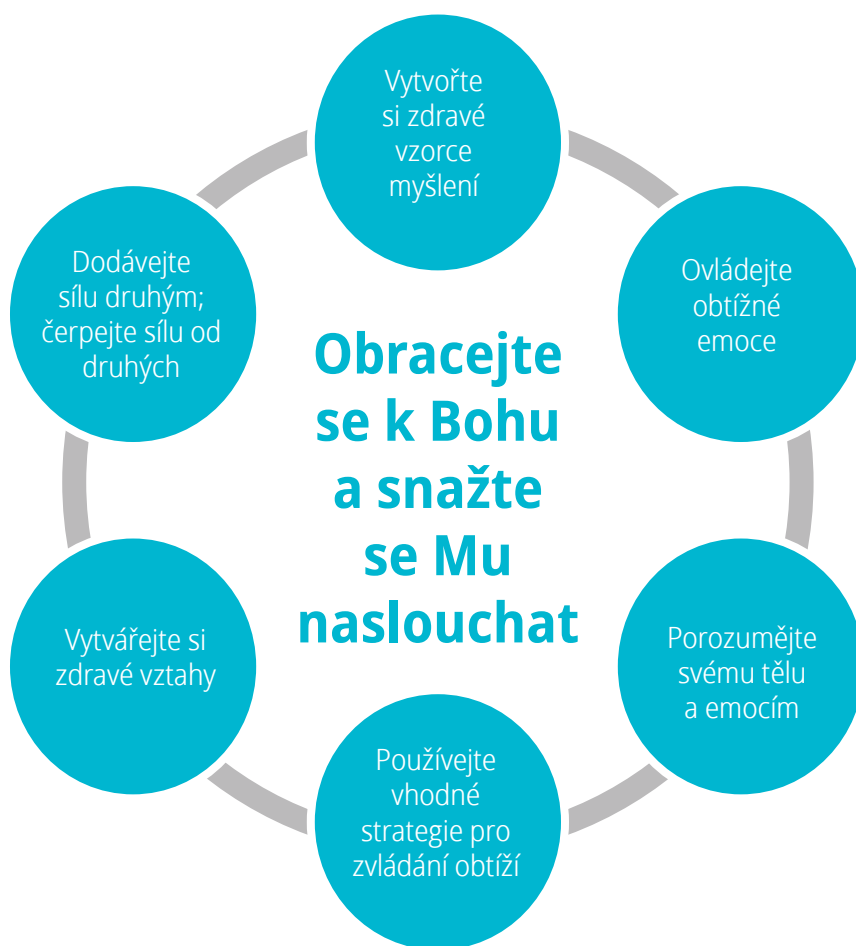 Vytvořte
si zdravé
vzorce
myšlení
Ovládejte
obtížné
emoce
Porozumějte
svému tělu
a emocím
Používejte
vhodné
strategie pro
zvládání obtíží
Vytvářejte si
zdravé vztahy
Dodávejte
sílu druhým;
čerpejte sílu od
druhých
Obracejte
se k Bohu
a snažte
se Mu
naslouchat